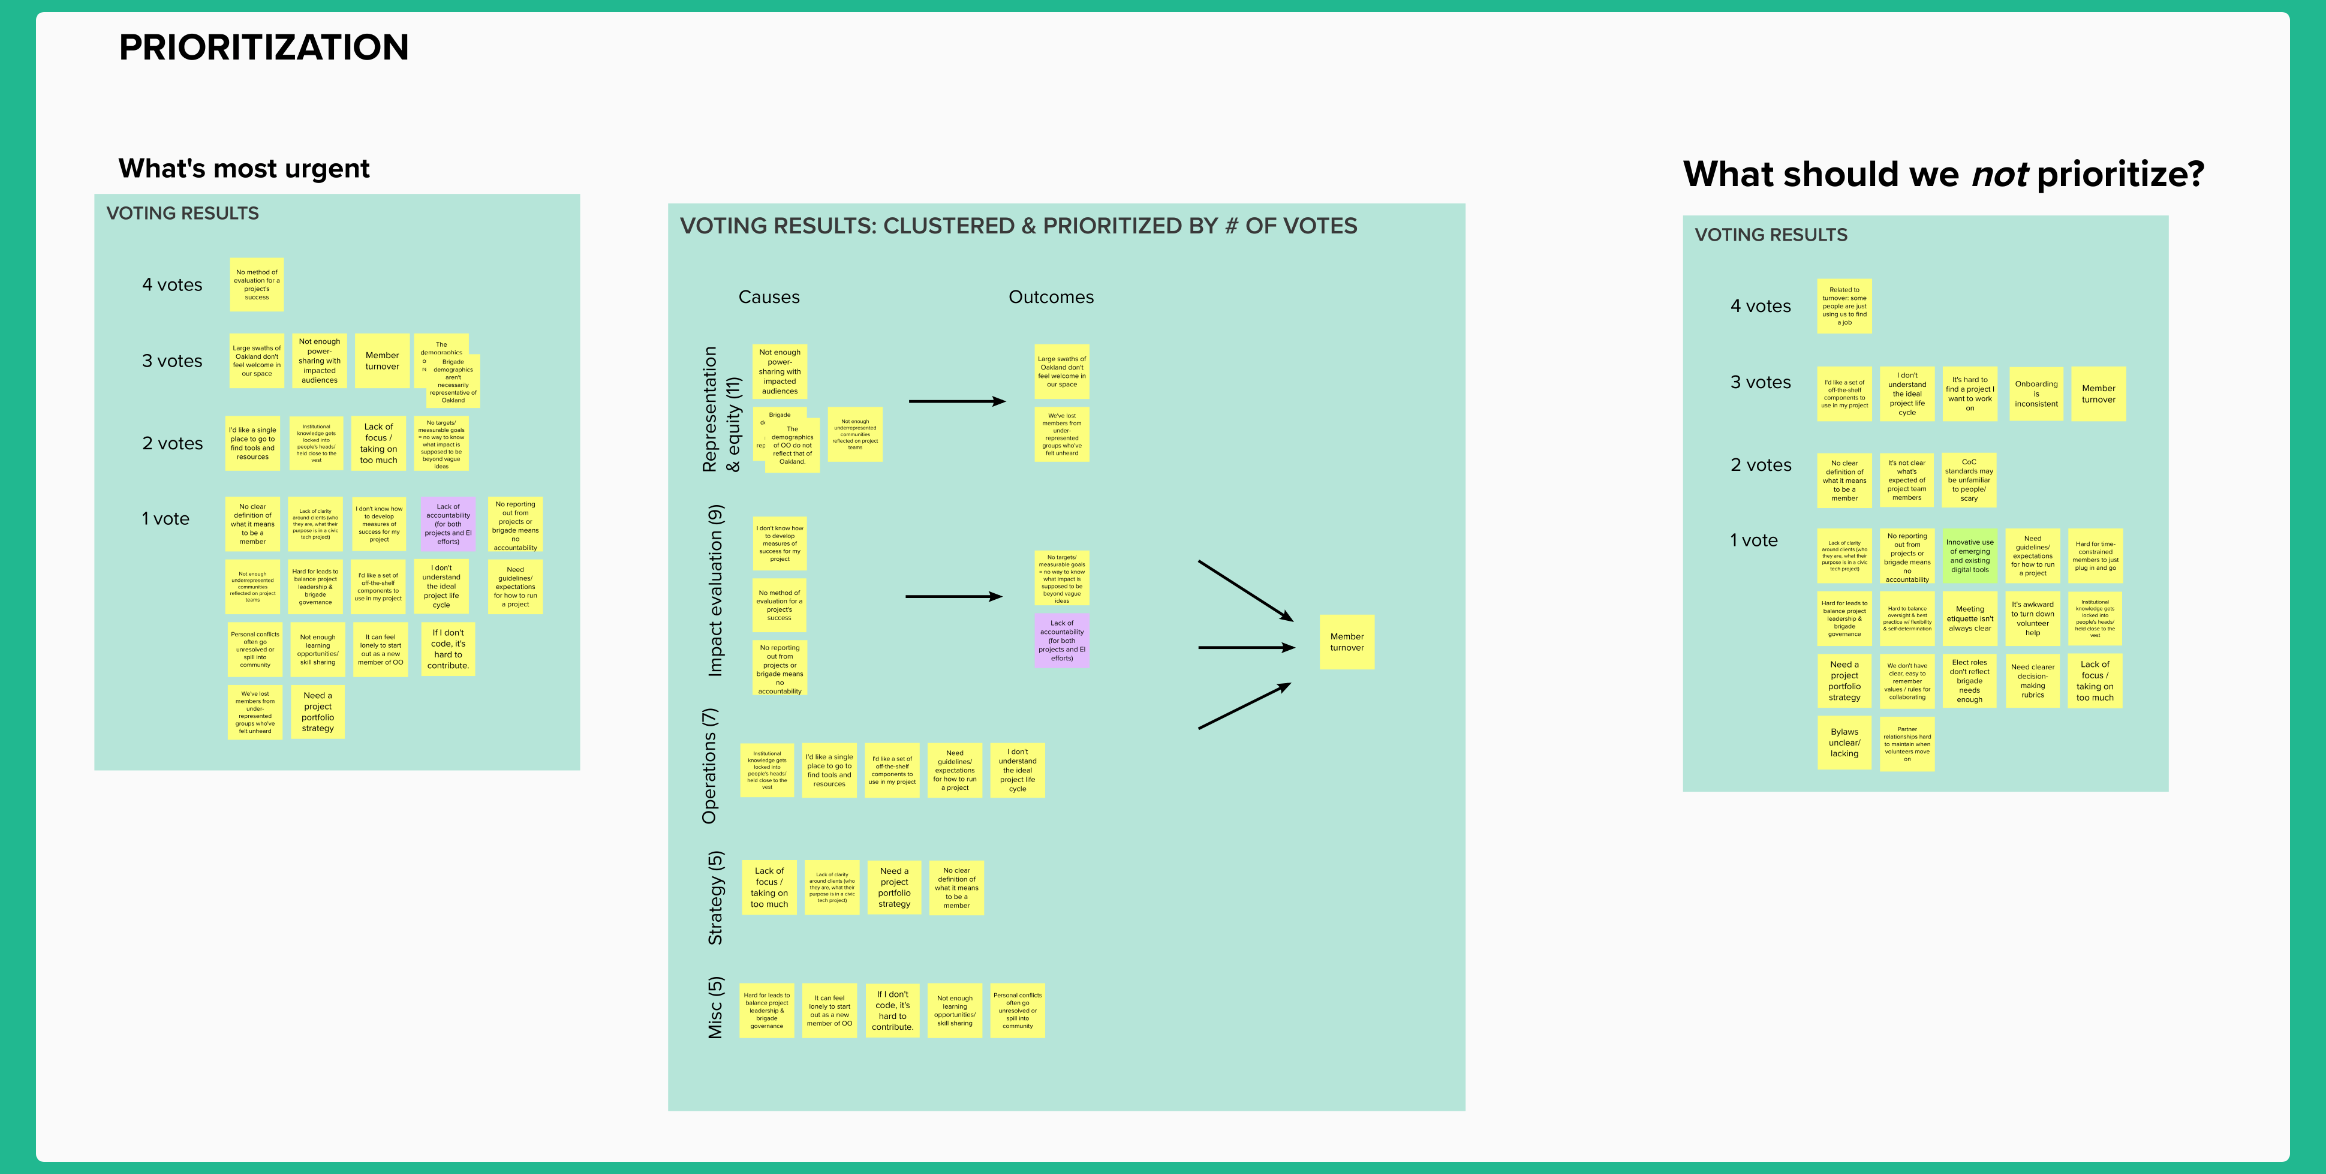 PRIORITIZATION
What's most urgent
VOTING RESULTS
4 votes
No method of
evaluation for a
project's
success
3 votes
Large swaths of
Oakland don't
feel welcome in
our space
Not enough
power-
sharing with
impacted
audiences
Member
turnover
The
demographics
Brigade
demographics
aren't
necessarily
representative of
Oakland
2 votes
I'd like a single
place to go to
find tools and
resources
Institutional
knowledge gets
locked into
people's heads/
held close to the
vest
Lack of
focus /
taking on
too much
No targets/
measurable goals
= no way to know
what impact is
supposed to be
beyond vague
ideas
1 vote
No clear
definition of
what it means
to be a
member
Lack of clarity
around clients (who
they are, what their
purpose is in a civic
tech project)
I don't know how
to develop
measures of
success for my
project
Lack of
accountability
(for both
projects and EI
efforts)
No reporting
out from
projects or
brigade means
no
accountability
Not enough
underrepresented
communities
reflected on project
teams
Hard for leads to
balance project
leadership &
brigade
governance
I'd like a set of
off-the-shelf
components to
use in my project
I don't
understand
the ideal
project life
cycle
Need
guidelines/
expectations
for how to run
a project
Personal conflicts
often go
unresolved or
spill into
community
Not enough
learning
opportunities/
skill sharing
It can feel
lonely to start
out as a new
member of OO
If I don't
code, it's
hard to
contribute.
We've lost
members from
under-
represented
groups who've
felt unheard
Need a
project
portfolio
strategy
VOTING RESULTS: CLUSTERED & PRIORITIZED BY # OF VOTES
Causes
Outcomes
Representation
& equity (11)
Not enough
power-
sharing with
impacted
audiences
Brigade
The
demographics
of OO do not
reflect that of
Oakland.
Not enough
underrepresented
communities
reflected on project
teams
Large swaths of
Oakland don't
feel welcome in
our space
We've lost
members from
under-
represented
groups who've
felt unheard
Impact evaluation (9)
I don't know how
to develop
measures of
success for my
project
No method of
evaluation for a
project's
success
No reporting
out from
projects or
brigade means
no
accountability
No targets/
measurable goals
= no way to know
what impact is
supposed to be
beyond vague
ideas
Lack of
accountability
(for both
projects and EI
efforts)
Member
turnover
Operations (7)
Institutional
knowledge gets
locked into
people's heads/
held close to the
vest
I'd like a single
place to go to
find tools and
resources
I'd like a set of
off-the-shelf
components to
use in my project
Need
guidelines/
expectations
for how to run
a project
I don't
understand
the ideal
project life
cycle
Strategy (5)
Lack of
focus /
taking on
too much
Lack of clarity
around clients (who
they are, what their
purpose is in a civic
tech project)
Need a
project
portfolio
strategy
No clear
definition of
what it means
to be a
member
Misc (5)
Hard for leads to
balance project
leadership &
brigade
governance
It can feel
lonely to start
out as a new
member of OO
If I don't
code, it's
hard to
contribute.
Not enough
learning
opportunities/
skill sharing
Personal conflicts
often go
unresolved or
spill into
community
What should we not prioritize?
VOTING RESULTS
4 votes
Related to
turnover: some
people are just
using us to find
a job
3 votes
I'd like a set of
off-the-shelf
components to
use in my project
I don't
understand
the ideal
project life
cycle
It's hard to
find a project I
want to work
on
Onboarding
is
inconsistent
Member
turnover
2 votes
No clear
definition of
what it means
to be a
member
It's not clear
what's
expected of
project team
members
CoC
standards may
be unfamiliar
to people/
scary
1 vote
Lack of clarity
around clients (who
they are, what their
purpose is in a civic
tech project)
No reporting
out from
projects or
brigade means
no
accountability
Innovative use
of emerging
and existing
digital tools
Need
guidelines/
expectations
for how to run
a project
Hard for time-
constrained
members to just
plug in and go
Hard for leads to
balance project
leadership &
brigade
governance
Hard to balance
oversight & best
practice w/ flexibility
& self-determination
Meeting
etiquette isn't
always clear
It's awkward
to turn down
volunteer
help
Institutional
knowledge gets
locked into
people's heads/
held close to the
vest
Need a
project
portfolio
strategy
We don't have
clear, easy to
remember
values / rules for
collaborating
Elect roles
don't reflect
brigade
needs
enough
Need clearer
decision-
making
rubrics
Lack of
focus /
taking on
too much
Bylaws
unclear/
lacking
Partner
relationships hard
to maintain when
volunteers move
on